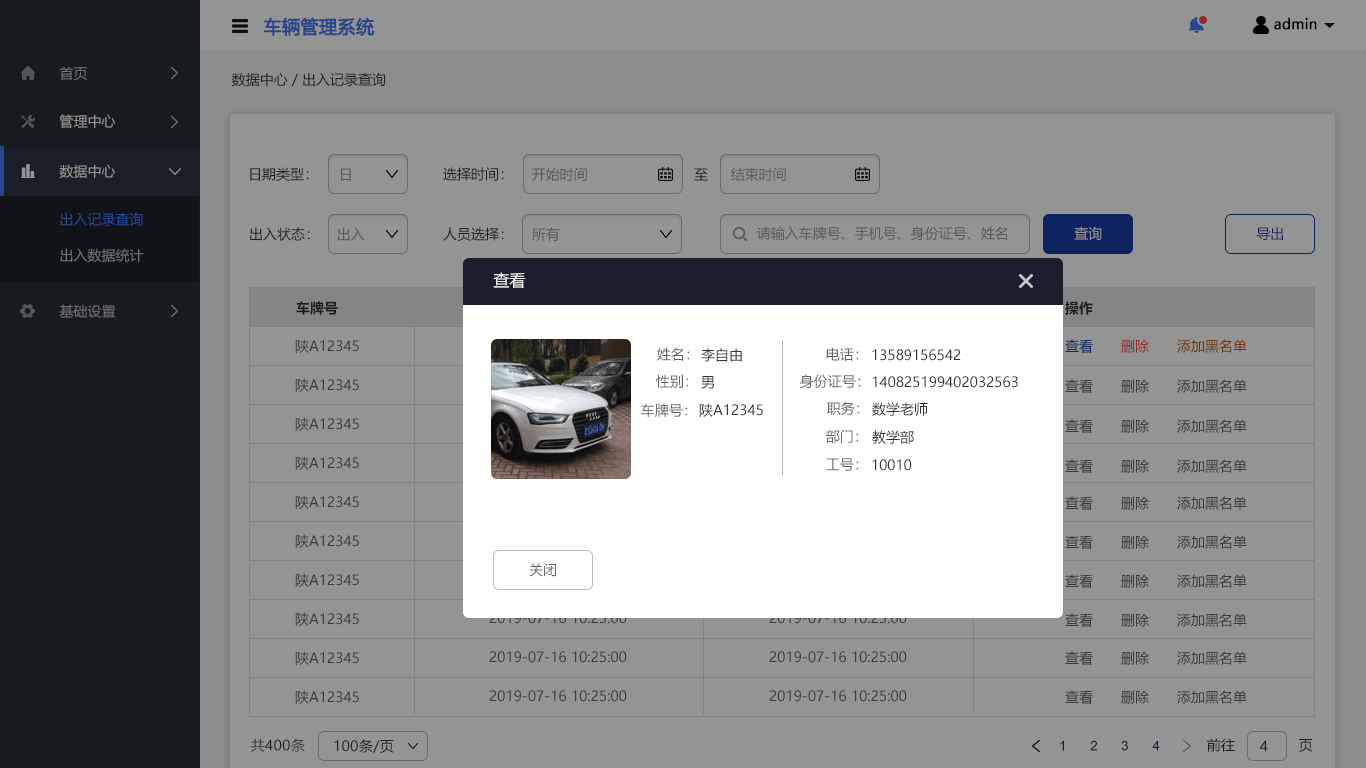 车辆管理系统
admin
首页
管理中心
数据中心
出入记录查询
出入数据统计
基础设置
数据中心 / 出入记录查询
日期类型: 日 选择时间: 开始时间 至 结束时间
出入状态: 出入 人员选择: 所有 请输入车牌号、手机号、身份证号、姓名 查询 导出
查看
车牌号 操作
陕A12345 查看 删除 添加黑名单
姓名: 李自由 电话: 13589156542
性别: 男 身份证号: 140825199402032563
车牌号: 陕A12345 职务: 数学老师
部门: 教学部
工号: 10010
关闭
陕A12345 查看 删除 添加黑名单
陕A12345 查看 删除 添加黑名单
陕A12345 查看 删除 添加黑名单
陕A12345 查看 删除 添加黑名单
陕A12345 查看 删除 添加黑名单
陕A12345 查看 删除 添加黑名单
陕A12345 2019-07-16 10:25:00 2019-07-16 10:25:00 查看 删除 添加黑名单
陕A12345 2019-07-16 10:25:00 2019-07-16 10:25:00 查看 删除 添加黑名单
陕A12345 2019-07-16 10:25:00 2019-07-16 10:25:00 查看 删除 添加黑名单
共400条 100条/页 1 2 3 4 前往 4 页